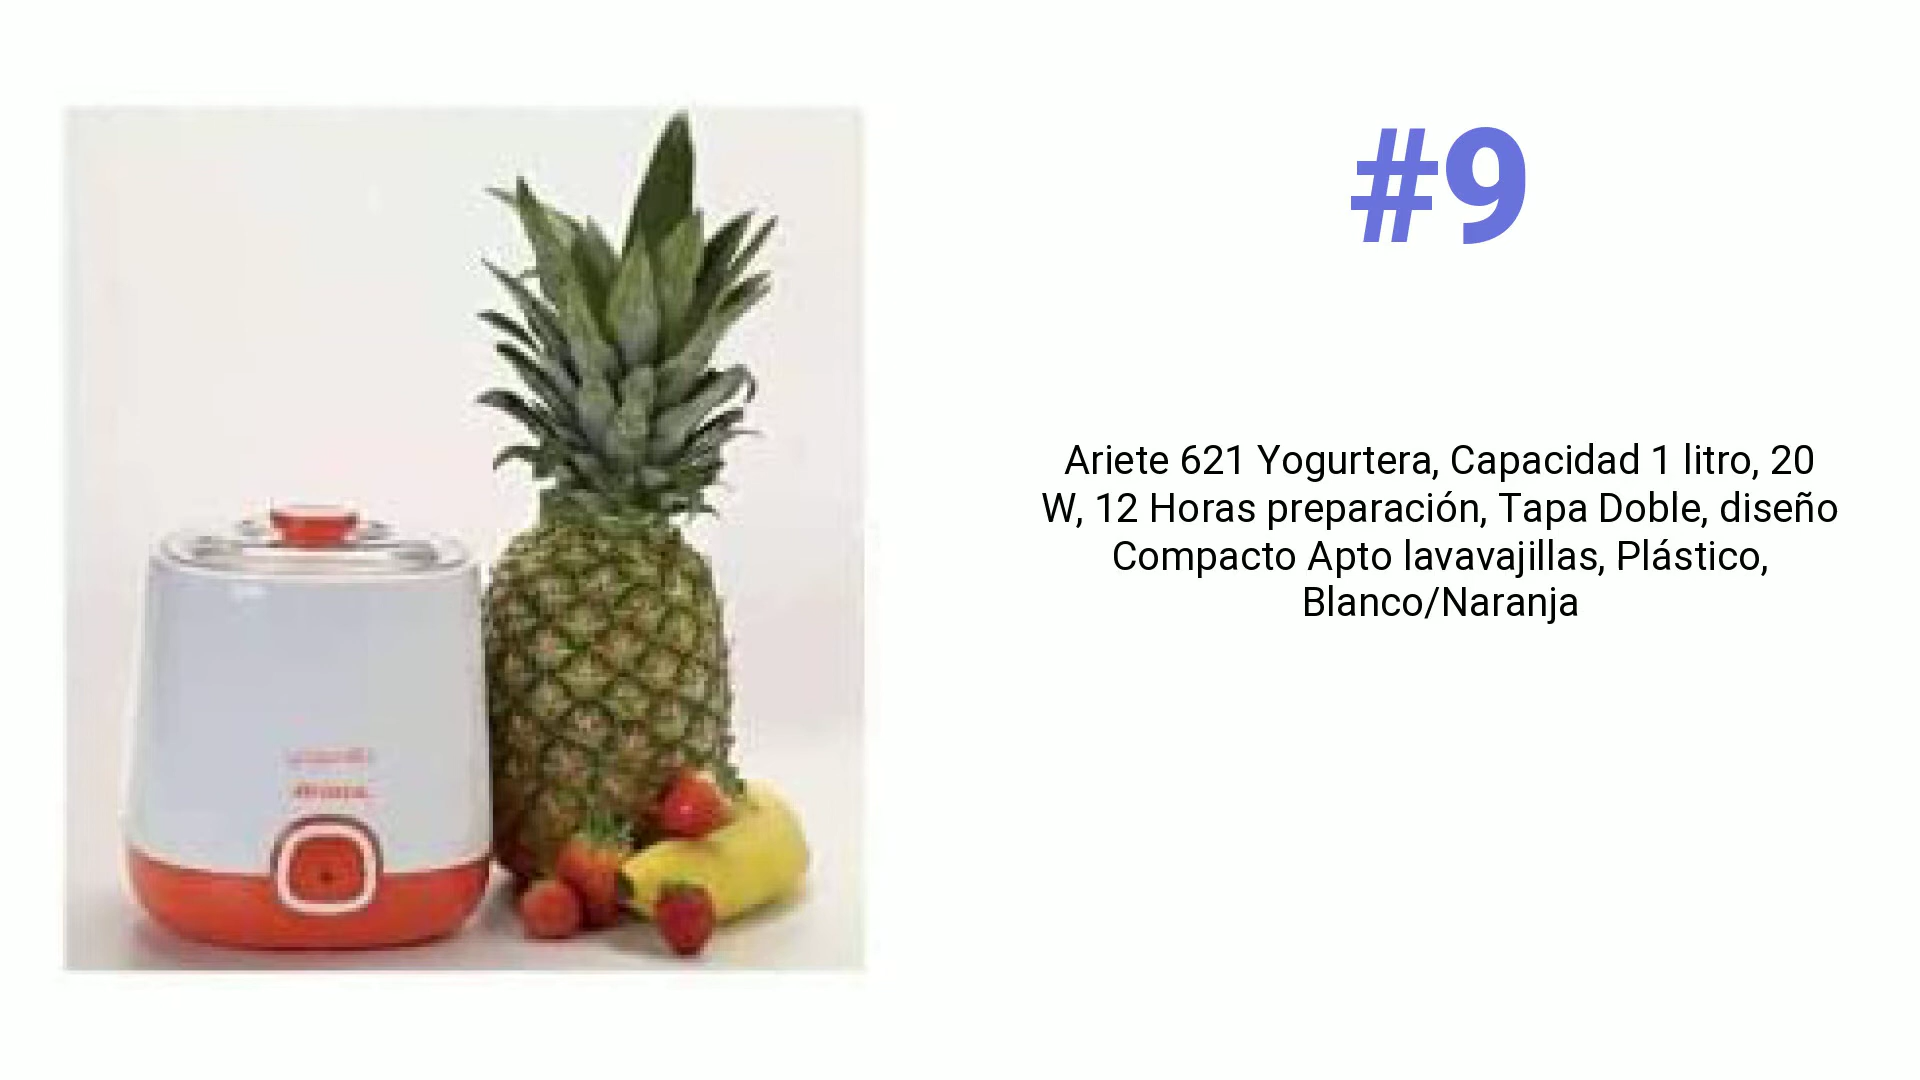 #9
Ariete 621 Yogurtera, Capacidad 1 litro, 20
W, 12 Horas preparación, Tapa Doble, diseño
Compacto Apto lavavajillas, Plástico,
Blanco/Naranja